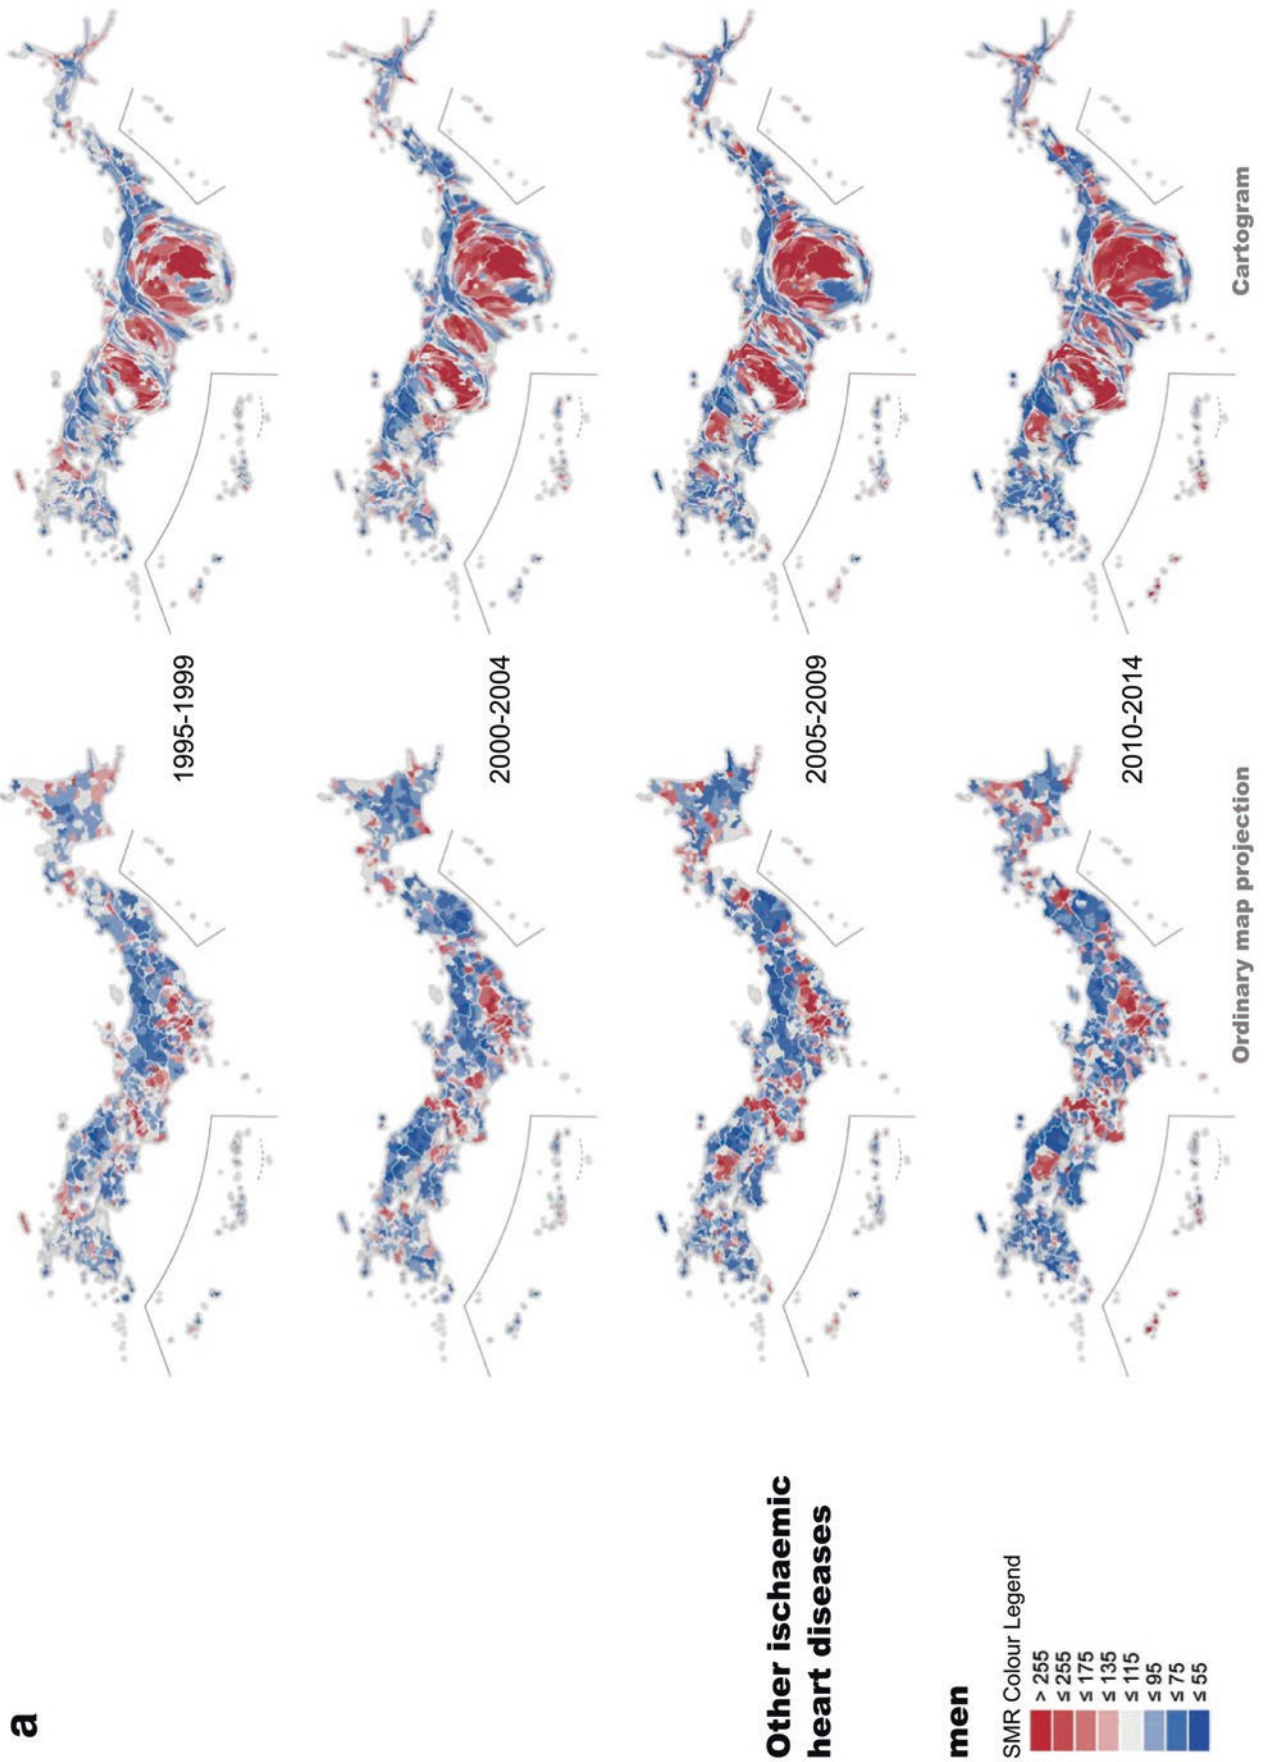 a
Other ischaemic
heart diseases
men
SMR Colour Legend
> 255
≤ 255
≤ 175
≤ 135
≤ 115
≤ 95
≤ 75
≤ 55
1995-1999
2000-2004
2005-2009
2010-2014
Ordinary map projection
Cartogram